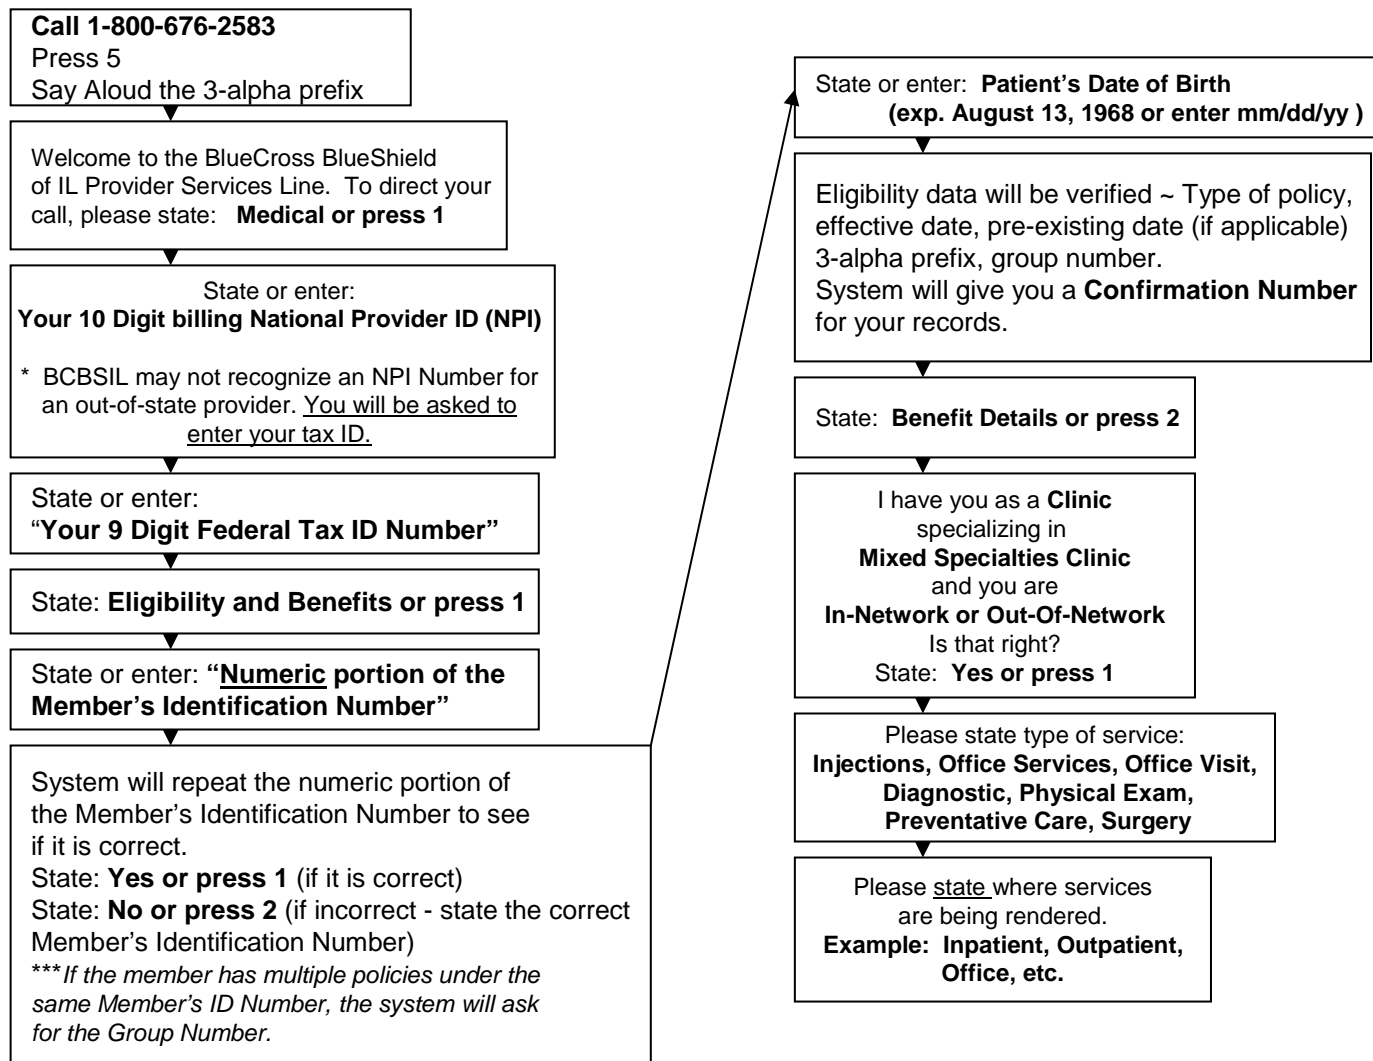 Call 1-800-676-2583
Press 5
Say Aloud the 3-alpha prefix
Welcome to the BlueCross BlueShield
of IL Provider Services Line.  To direct your
call, please state:   Medical or press 1
State or enter:
Your 10 Digit billing National Provider ID (NPI)
*  BCBSIL may not recognize an NPI Number for
an out-of-state provider. You will be asked to
enter your tax ID.
State or enter:
“Your 9 Digit Federal Tax ID Number”
State: Eligibility and Benefits or press 1
State or enter: “Numeric portion of the
Member’s Identification Number”
System will repeat the numeric portion of
the Member’s Identification Number to see
if it is correct.
State: Yes or press 1 (if it is correct)
State: No or press 2 (if incorrect - state the correct
Member’s Identification Number)
***If the member has multiple policies under the
same Member’s ID Number, the system will ask
for the Group Number.
State or enter:  Patient’s Date of Birth
(exp. August 13, 1968 or enter mm/dd/yy )
Eligibility data will be verified ~ Type of policy,
effective date, pre-existing date (if applicable)
3-alpha prefix, group number.
System will give you a Confirmation Number
for your records.
State:  Benefit Details or press 2
I have you as a Clinic
specializing in
Mixed Specialties Clinic
and you are
In-Network or Out-Of-Network
Is that right?
State:  Yes or press 1
Please state type of service:
Injections, Office Services, Office Visit,
Diagnostic, Physical Exam,
Preventative Care, Surgery
Please state where services
are being rendered.
Example:  Inpatient, Outpatient,
Office, etc.